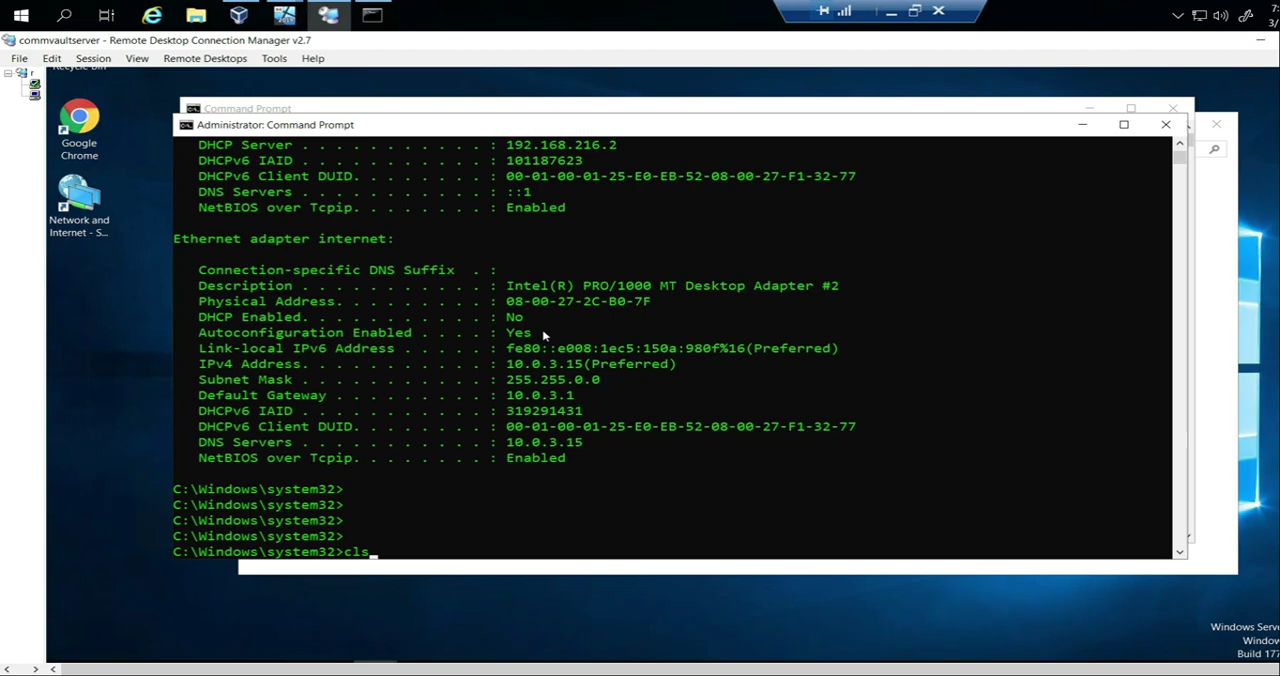 7:
3/
commvaultserver - Remote Desktop Connection Manager v2.7
File Edit Session View Remote Desktops Tools Help
r
Google
Chrome
Network and
Internet - S...
Command Prompt
Administrator: Command Prompt
DHCP Server . . . . . . . . . . . : 192.168.216.2
DHCPv6 IAID . . . . . . . . . . . : 101187623
DHCPv6 Client DUID. . . . . . . . : 00-01-00-01-25-E0-EB-52-08-00-27-F1-32-77
DNS Servers . . . . . . . . . . . : ::1
NetBIOS over Tcpip. . . . . . . . : Enabled
Ethernet adapter internet:
Connection-specific DNS Suffix . :
Description . . . . . . . . . . . : Intel(R) PRO/1000 MT Desktop Adapter #2
Physical Address. . . . . . . . . : 08-00-27-2C-B0-7F
DHCP Enabled. . . . . . . . . . . : No
Autoconfiguration Enabled . . . . : Yes
Link-local IPv6 Address . . . . . : fe80::e008:1ec5:150a:980f%16(Preferred)
IPv4 Address. . . . . . . . . . . : 10.0.3.15(Preferred)
Subnet Mask . . . . . . . . . . . : 255.255.0.0
Default Gateway . . . . . . . . . : 10.0.3.1
DHCPv6 IAID . . . . . . . . . . . : 319291431
DHCPv6 Client DUID. . . . . . . . : 00-01-00-01-25-E0-EB-52-08-00-27-F1-32-77
DNS Servers . . . . . . . . . . . : 10.0.3.15
NetBIOS over Tcpip. . . . . . . . : Enabled
C:\Windows\system32>
C:\Windows\system32>
C:\Windows\system32>
C:\Windows\system32>
C:\Windows\system32>cls_
Windows Serve
Window
Build 177